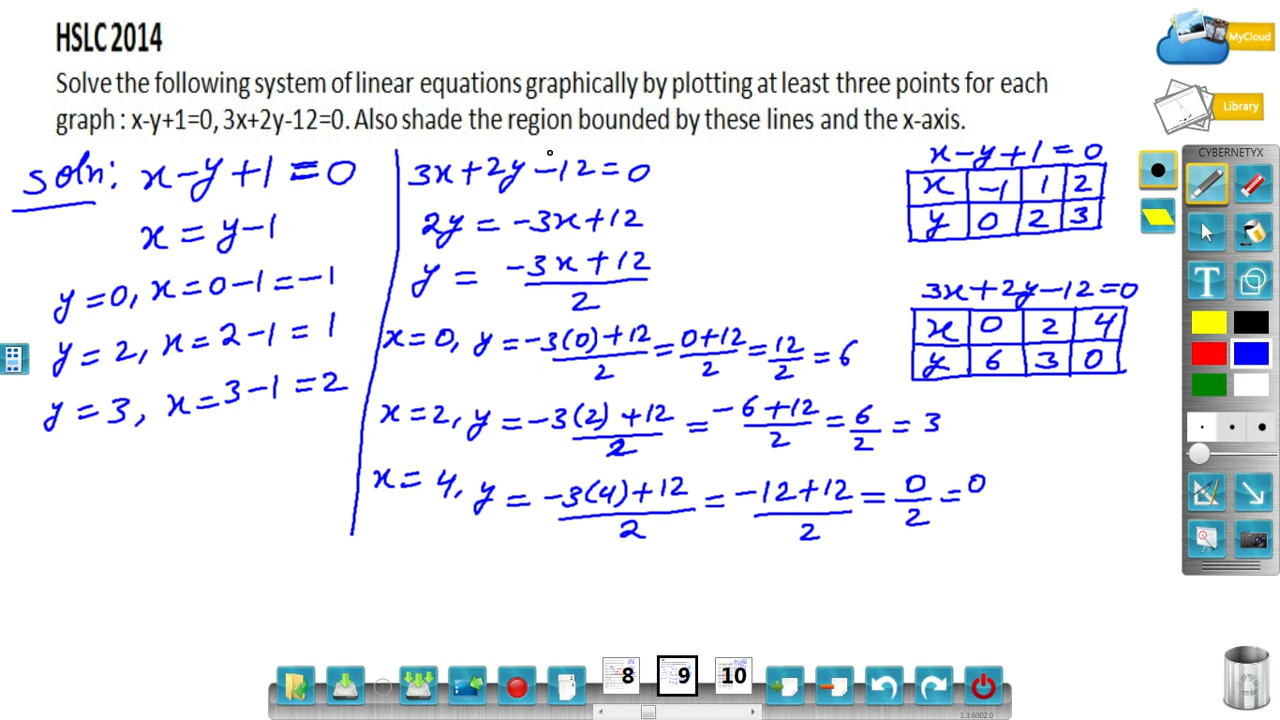 HSLC 2014
Solve the following system of linear equations graphically by plotting at least three points for each
graph : x-y+1=0, 3x+2y-12=0. Also shade the region bounded by these lines and the x-axis.
Soln: x-y+1=0
x=y-1
y=0, x=0-1=-1
y=2, x=2-1=1
y=3, x=3-1=2
3x+2y-12=0
2y=-3x+12
y = (-3x+12)/2
x=0, y=(-3(0)+12)/2=(0+12)/2=12/2=6
x=2, y=(-3(2)+12)/2=(-6+12)/2=6/2=3
x=4, y=(-3(4)+12)/2=(-12+12)/2=0/2=0
x-y+1=0
x -1 1 2
y 0 2 3
3x+2y-12=0
x 0 2 4
y 6 3 0
MyCloud
Library
CYBERNETYX
T
8 9 10
1.3.6002.0